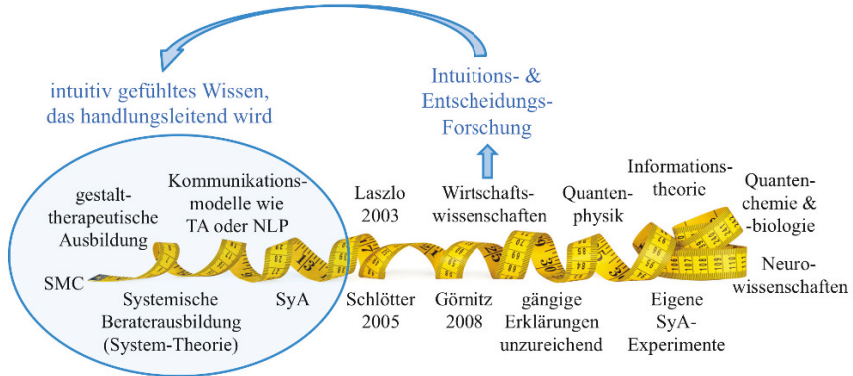 intuitiv gefühltes Wissen,
das handlungsleitend wird
Intuitions- &
Entscheidungs-
Forschung
gestalt-
therapeutische
Ausbildung
Kommunikations-
modelle wie
TA oder NLP
Laszlo
2003
Wirtschafts-
wissenschaften
Quanten-
physik
Informations-
theorie
Quanten-
chemie &
-biologie
SMC
Systemische
Beraterausbildung
(System-Theorie)
SyA
Schlötter
2005
Görnitz
2008
gängige
Erklärungen
unzureichend
Eigene
SyA-
Experimente
Neuro-
wissenschaften